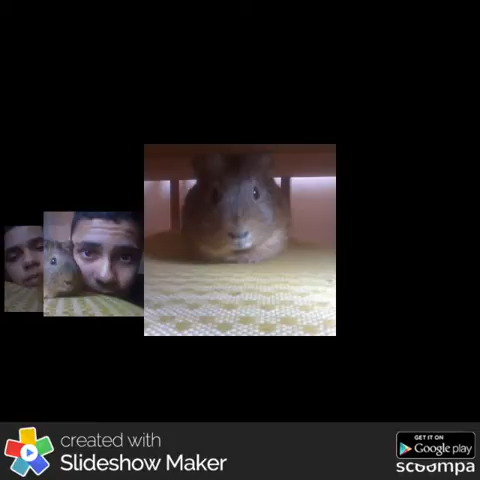 created with
Slideshow Maker
GET IT ON
Google play
scoompa